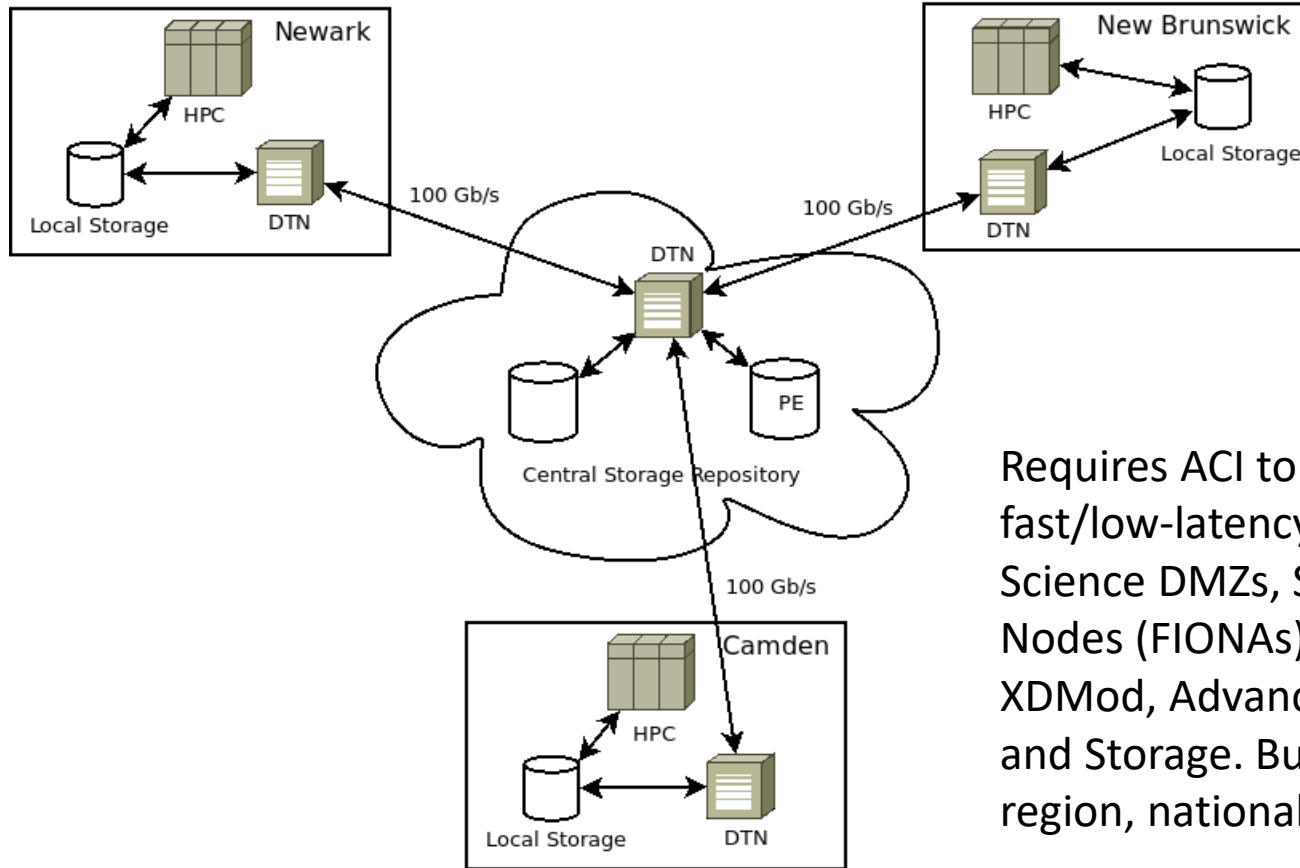 Newark
HPC
Local Storage
DTN
100 Gb/s
New Brunswick
HPC
Local Storage
DTN
100 Gb/s
DTN
PE
Central Storage Repository
100 Gb/s
Camden
HPC
Local Storage
DTN
Requires ACI to
fast/low-latency
Science DMZs, S
Nodes (FIONAs)
XDMod, Advanc
and Storage. Bu
region, national